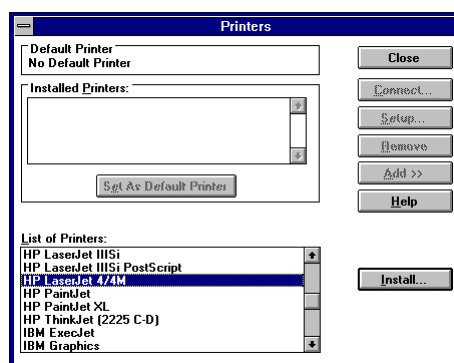 Printers
Default Printer
No Default Printer
Close
Installed Printers:
Connect...
Setup...
Remove
Set As Default Printer
Add >>
Help
List of Printers:
HP LaserJet IIISi
HP LaserJet IIISi PostScript
HP LaserJet 4/4M
Install...
HP PaintJet
HP PaintJet XL
HP ThinkJet (2225 C-D)
IBM ExecJet
IBM Graphics